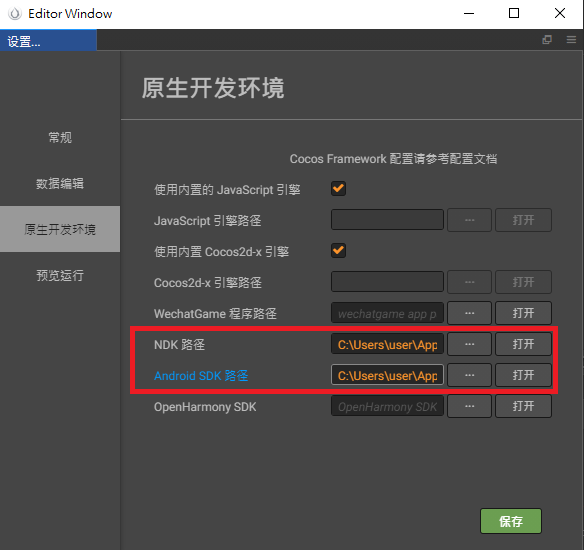 Editor Window
设置...
原生开发环境
常规
数据编辑
原生开发环境
预览运行
Cocos Framework 配置请参考配置文档
使用内置的 JavaScript 引擎
JavaScript 引擎路径 ... 打开
使用内置 Cocos2d-x 引擎
Cocos2d-x 引擎路径 ... 打开
WechatGame 程序路径 wechatgame app p ... 打开
NDK 路径 C:\Users\user\App ... 打开
Android SDK 路径 C:\Users\user\App ... 打开
OpenHarmony SDK OpenHarmony SDK ... 打开
保存